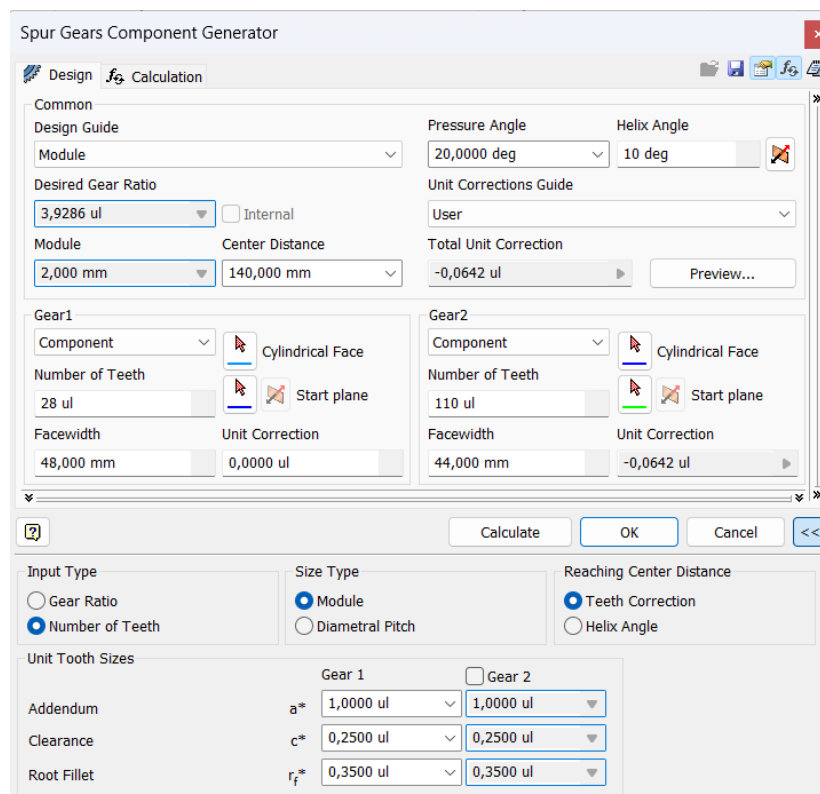 Spur Gears Component Generator
Design
Calculation
Common
Design Guide
Pressure Angle
Helix Angle
Module
20,0000 deg
10 deg
Desired Gear Ratio
Unit Corrections Guide
3,9286 ul
Internal
User
Module
Center Distance
Total Unit Correction
2,000 mm
140,000 mm
-0,0642 ul
Preview...
Gear1
Gear2
Component
Cylindrical Face
Component
Cylindrical Face
Number of Teeth
Start plane
Number of Teeth
Start plane
28 ul
110 ul
Facewidth
Unit Correction
Facewidth
Unit Correction
48,000 mm
0,0000 ul
44,000 mm
-0,0642 ul
Calculate
OK
Cancel
<<
Input Type
Size Type
Reaching Center Distance
Gear Ratio
Module
Teeth Correction
Number of Teeth
Diametral Pitch
Helix Angle
Unit Tooth Sizes
Gear 1
Gear 2
Addendum
a*
1,0000 ul
1,0000 ul
Clearance
c*
0,2500 ul
0,2500 ul
Root Fillet
rf*
0,3500 ul
0,3500 ul